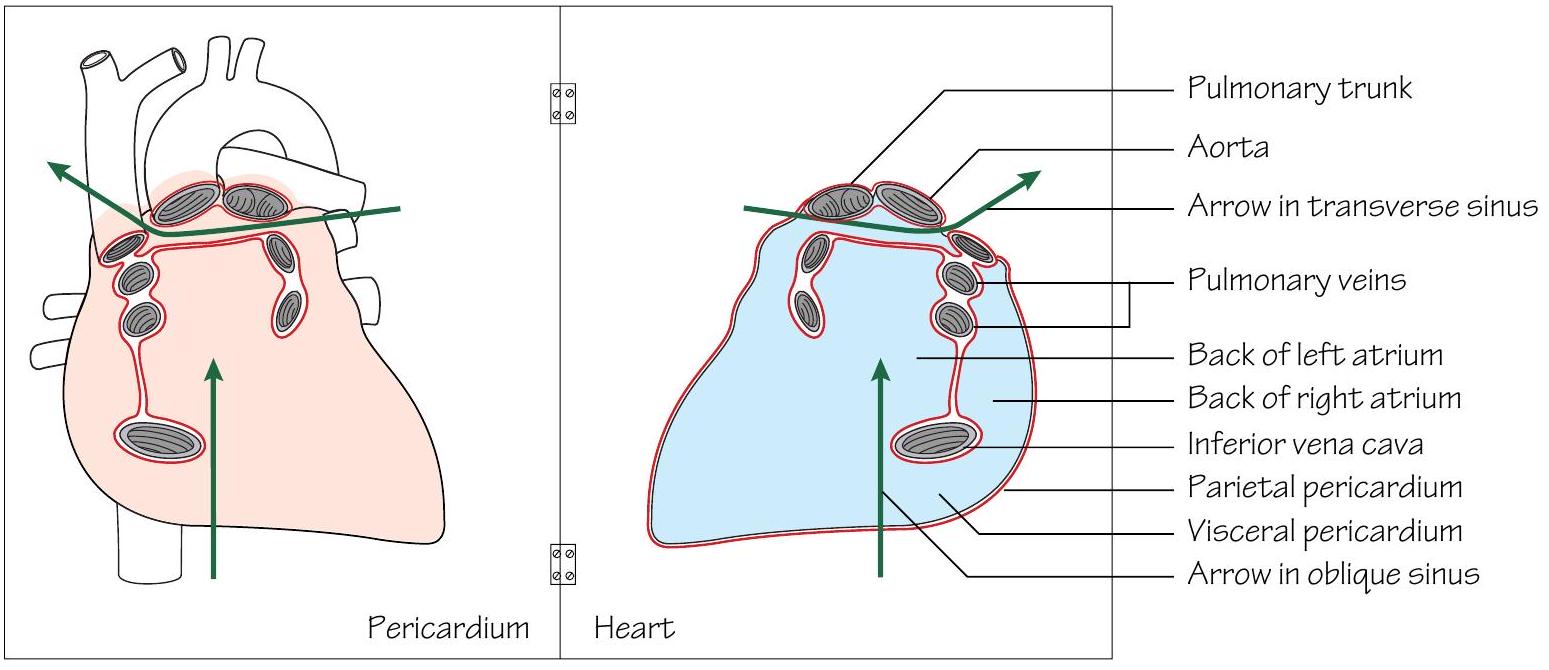 Pulmonary trunk
Aorta
Arrow in transverse sinus
Pulmonary veins
Back of left atrium
Back of right atrium
Inferior vena cava
Parietal pericardium
Visceral pericardium
Arrow in oblique sinus
Pericardium
Heart